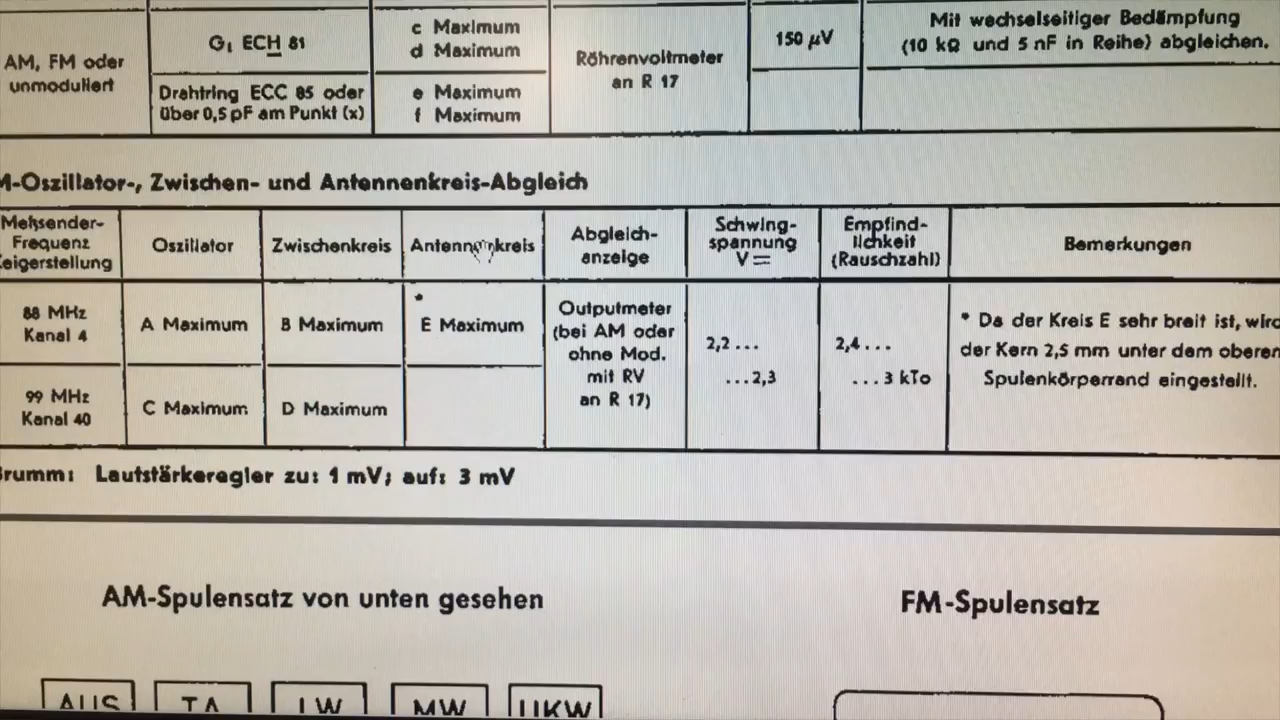 AM, FM oder
unmoduliert
G₁ ECH 81
Drahtring ECC 85 oder
über 0,5 pF am Punkt (x)
c Maximum
d Maximum
e Maximum
f Maximum
Röhrenvoltmeter
an R 17
150 µV
Mit wechselseitiger Bedämpfung
(10 kΩ und 5 nF in Reihe) abgleichen.
M-Oszillator-, Zwischen- und Antennenkreis-Abgleich
Meßsender-
Frequenz
eigerstellung
Oszillator
Zwischenkreis
Antennenkreis
Abgleich-
anzeige
Schwing-
spannung
V=
Empfind-
lichkeit
(Rauschzahl)
Bemerkungen
88 MHz
Kanal 4
A Maximum
B Maximum
*
E Maximum
Outputmeter
(bei AM oder
ohne Mod.
mit RV
an R 17)
2,2 ...
... 2,3
2,4 ...
... 3 kTo
* Da der Kreis E sehr breit ist, wird
der Kern 2,5 mm unter dem oberen
Spulenkörperrand eingestellt.
99 MHz
Kanal 40
C Maximum
D Maximum
Brumm: Lautstärkeregler zu: 1 mV; auf: 3 mV
AM-Spulensatz von unten gesehen
FM-Spulensatz
AUS
TA
LW
MW
UKW